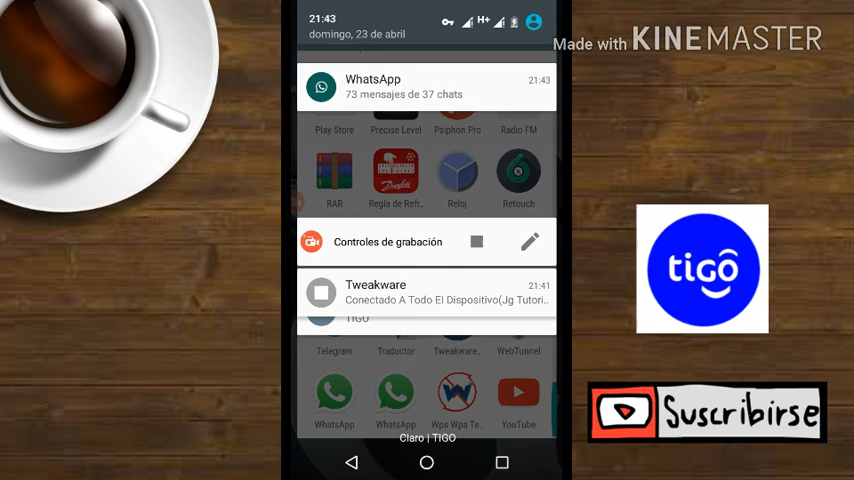 21:43
domingo, 23 de abril
H+
Made with KINEMASTER
WhatsApp
21:43
73 mensajes de 37 chats
Play Store
Precise Level
Psiphon Pro
Radio FM
RAR
Regla de Refr..
Reloj
Retouch
Controles de grabación
Tweakware
21:41
Conectado A Todo El Dispositivo(Jg Tutori..
TIGO
Telegram
Traductor
Tweakware..
WebTunnel
WhatsApp
WhatsApp
Wps Wpa Te..
YouTube
Claro | TIGO
tigo
Suscribirse